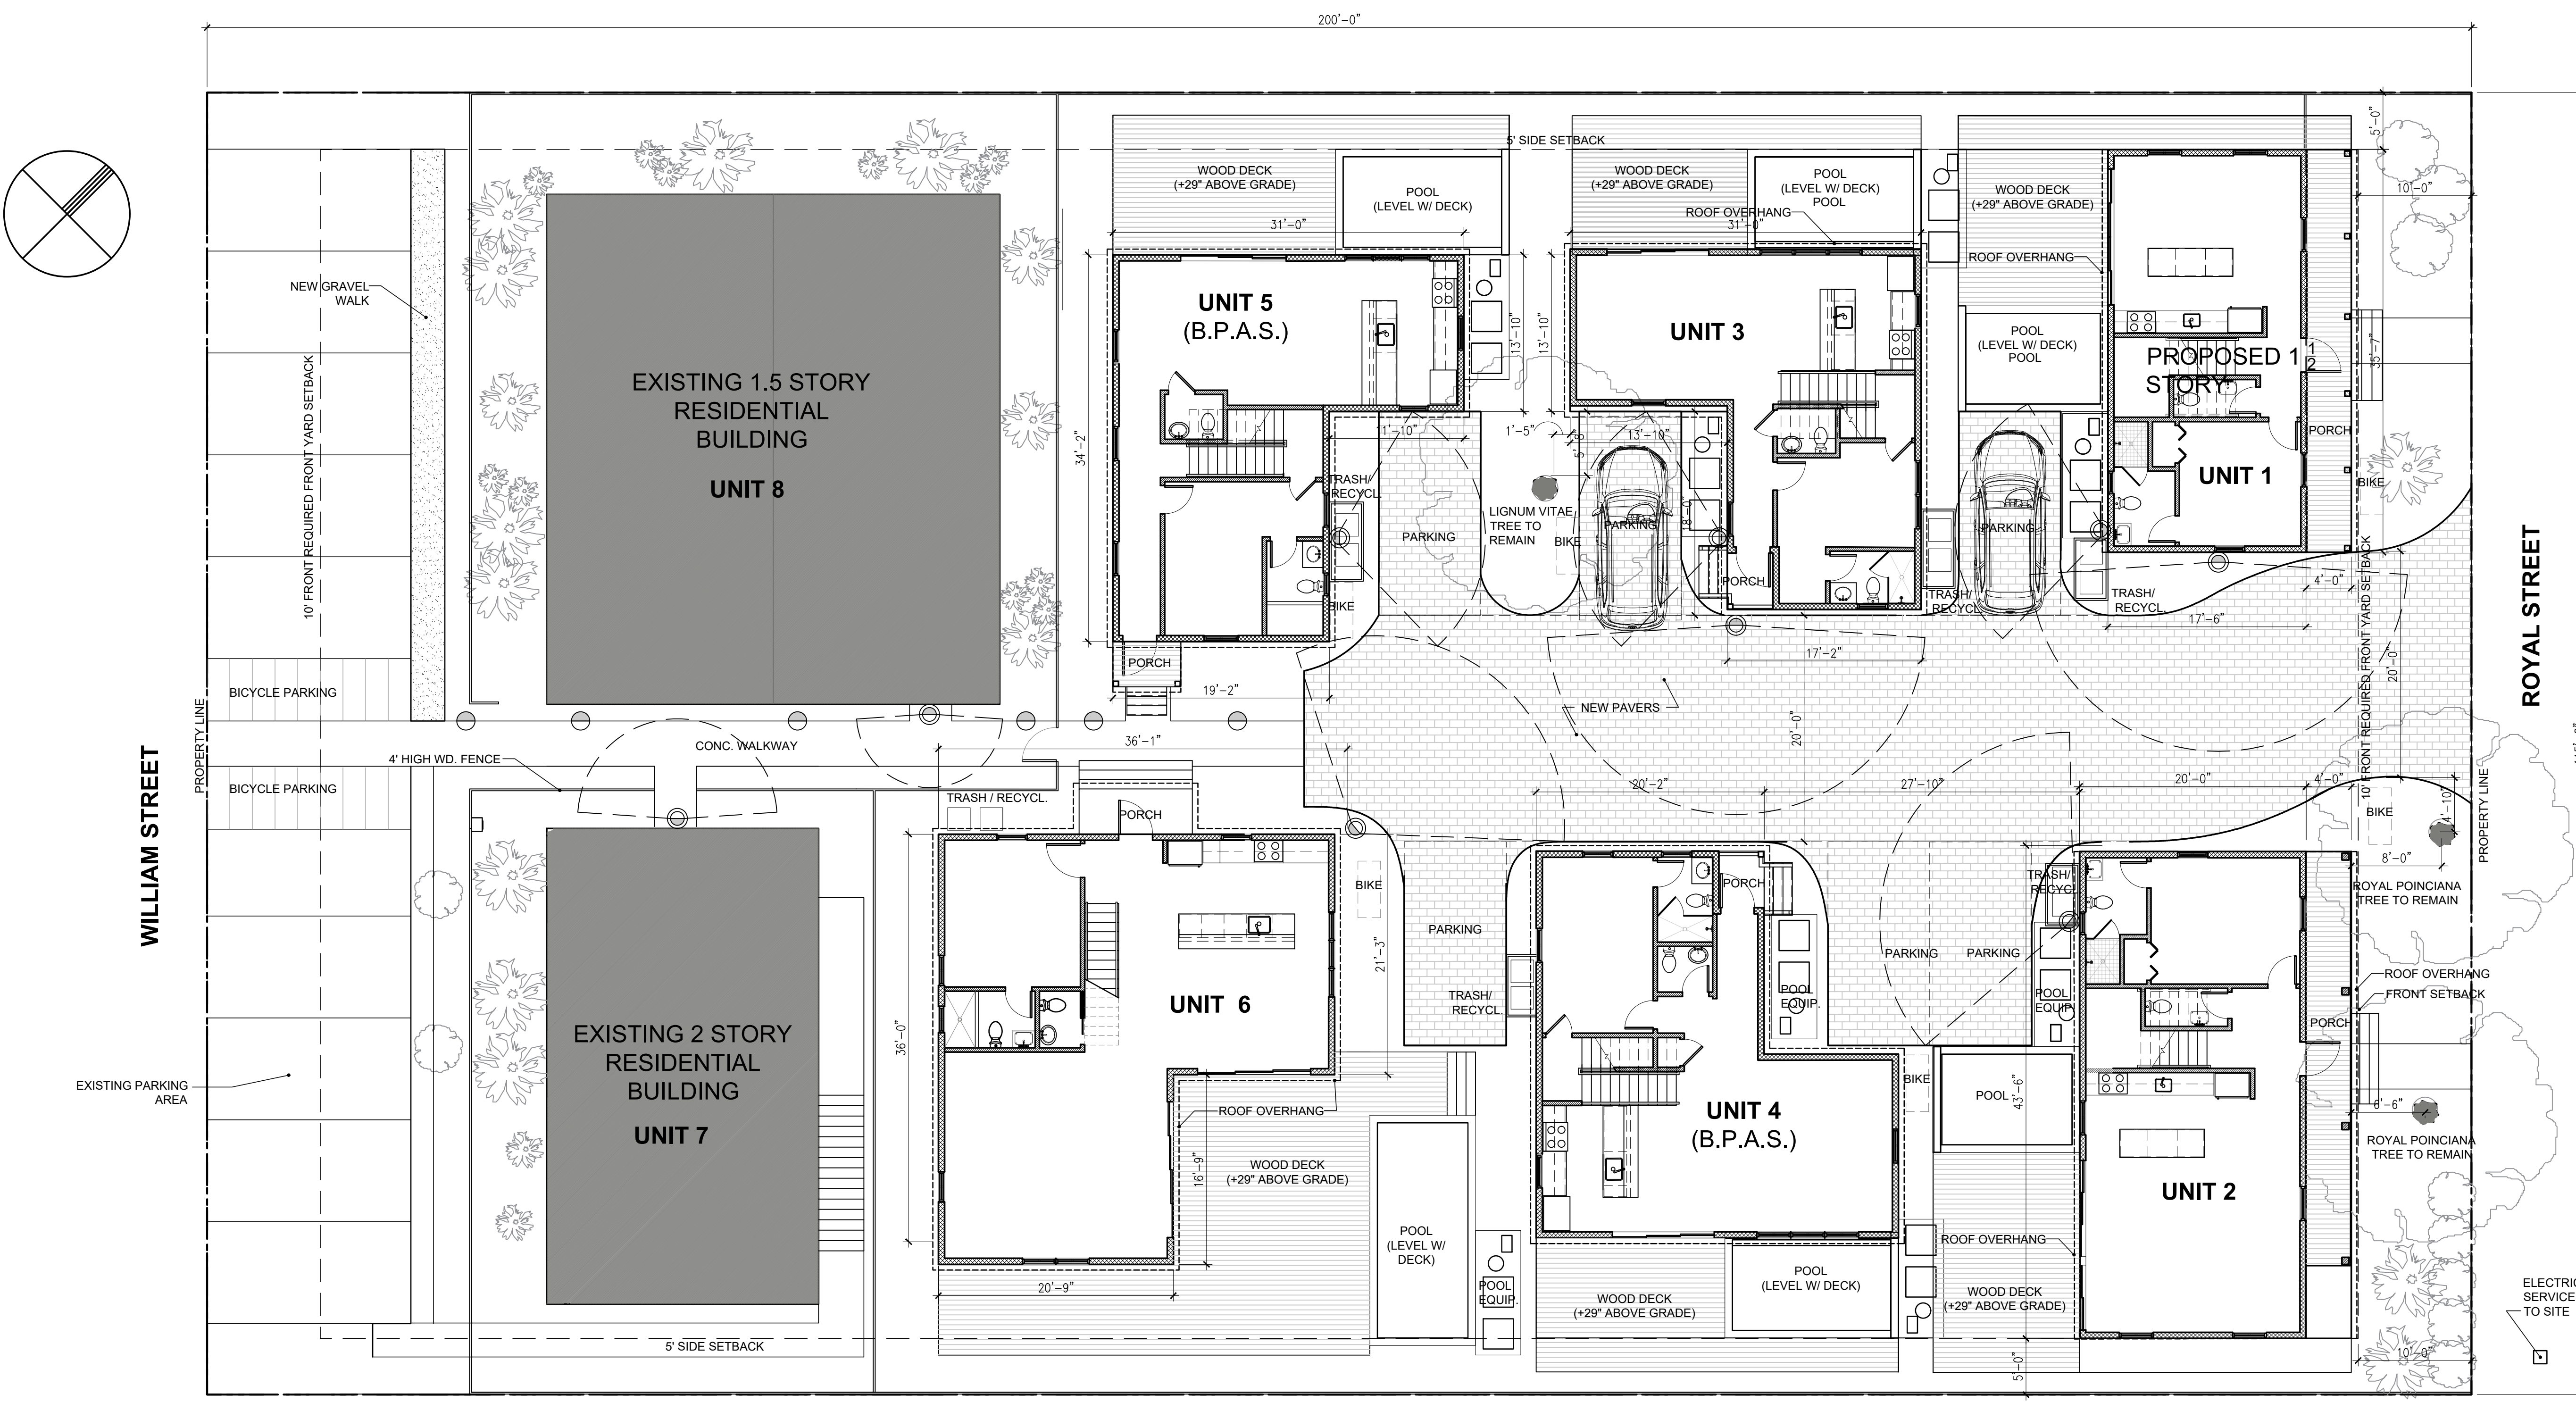 200'-0"
5' SIDE SETBACK
5'-0"
WOOD DECK
(+29" ABOVE GRADE)
POOL
(LEVEL W/ DECK)
31'-0"
WOOD DECK
(+29" ABOVE GRADE)
POOL
(LEVEL W/ DECK)
POOL
ROOF OVERHANG
31'-0"
WOOD DECK
(+29" ABOVE GRADE)
10'-0"
ROOF OVERHANG
NEW GRAVEL
WALK
10' FRONT REQUIRED FRONT YARD SETBACK
EXISTING 1.5 STORY
RESIDENTIAL
BUILDING
UNIT 8
UNIT 5
(B.P.A.S.)
13'-10"
13'-10"
UNIT 3
POOL
(LEVEL W/ DECK)
POOL
PROPOSED 1 1/2
STORY
35'-7"
34'-2"
11'-10"
1'-5"
5'-8"
13'-10"
PORCH
UNIT 1
BIKE
TRASH/
RECYCL.
LIGNUM VITAE
TREE TO
REMAIN
PARKING
BIKE
PARKING
PARKING
PORCH
BIKE
TRASH/
RECYCL.
TRASH/
RECYCL.
4'-0"
17'-6"
10' FRONT REQUIRED FRONT YARD SETBACK
ROYAL STREET
PORCH
19'-2"
17'-2"
20'-0"
BICYCLE PARKING
PROPERTY LINE
WILLIAM STREET
CONC. WALKWAY
36'-1"
NEW PAVERS
20'-0"
4' HIGH WD. FENCE
BICYCLE PARKING
TRASH / RECYCL.
PORCH
20'-2"
27'-10"
20'-0"
4'-0"
PROPERTY LINE
BIKE
4'-10"
8'-0"
ROYAL POINCIANA
TREE TO REMAIN
BIKE
PORCH
TRASH/
RECYCL.
PARKING
PARKING
PARKING
21'-3"
UNIT 6
36'-0"
TRASH/
RECYCL.
POOL
EQUIP.
POOL
EQUIP.
ROOF OVERHANG
FRONT SETBACK
PORCH
EXISTING 2 STORY
RESIDENTIAL
BUILDING
UNIT 7
EXISTING PARKING
AREA
BIKE
POOL
43'-6"
ROOF OVERHANG
UNIT 4
(B.P.A.S.)
6'-6"
ROYAL POINCIANA
TREE TO REMAIN
WOOD DECK
(+29" ABOVE GRADE)
16'-9"
UNIT 2
POOL
(LEVEL W/
DECK)
ROOF OVERHANG
POOL
(LEVEL W/ DECK)
20'-9"
POOL
EQUIP.
WOOD DECK
(+29" ABOVE GRADE)
WOOD DECK
(+29" ABOVE GRADE)
ELECTRIC
SERVICE
TO SITE
5' SIDE SETBACK
5'-0"
10'-0"